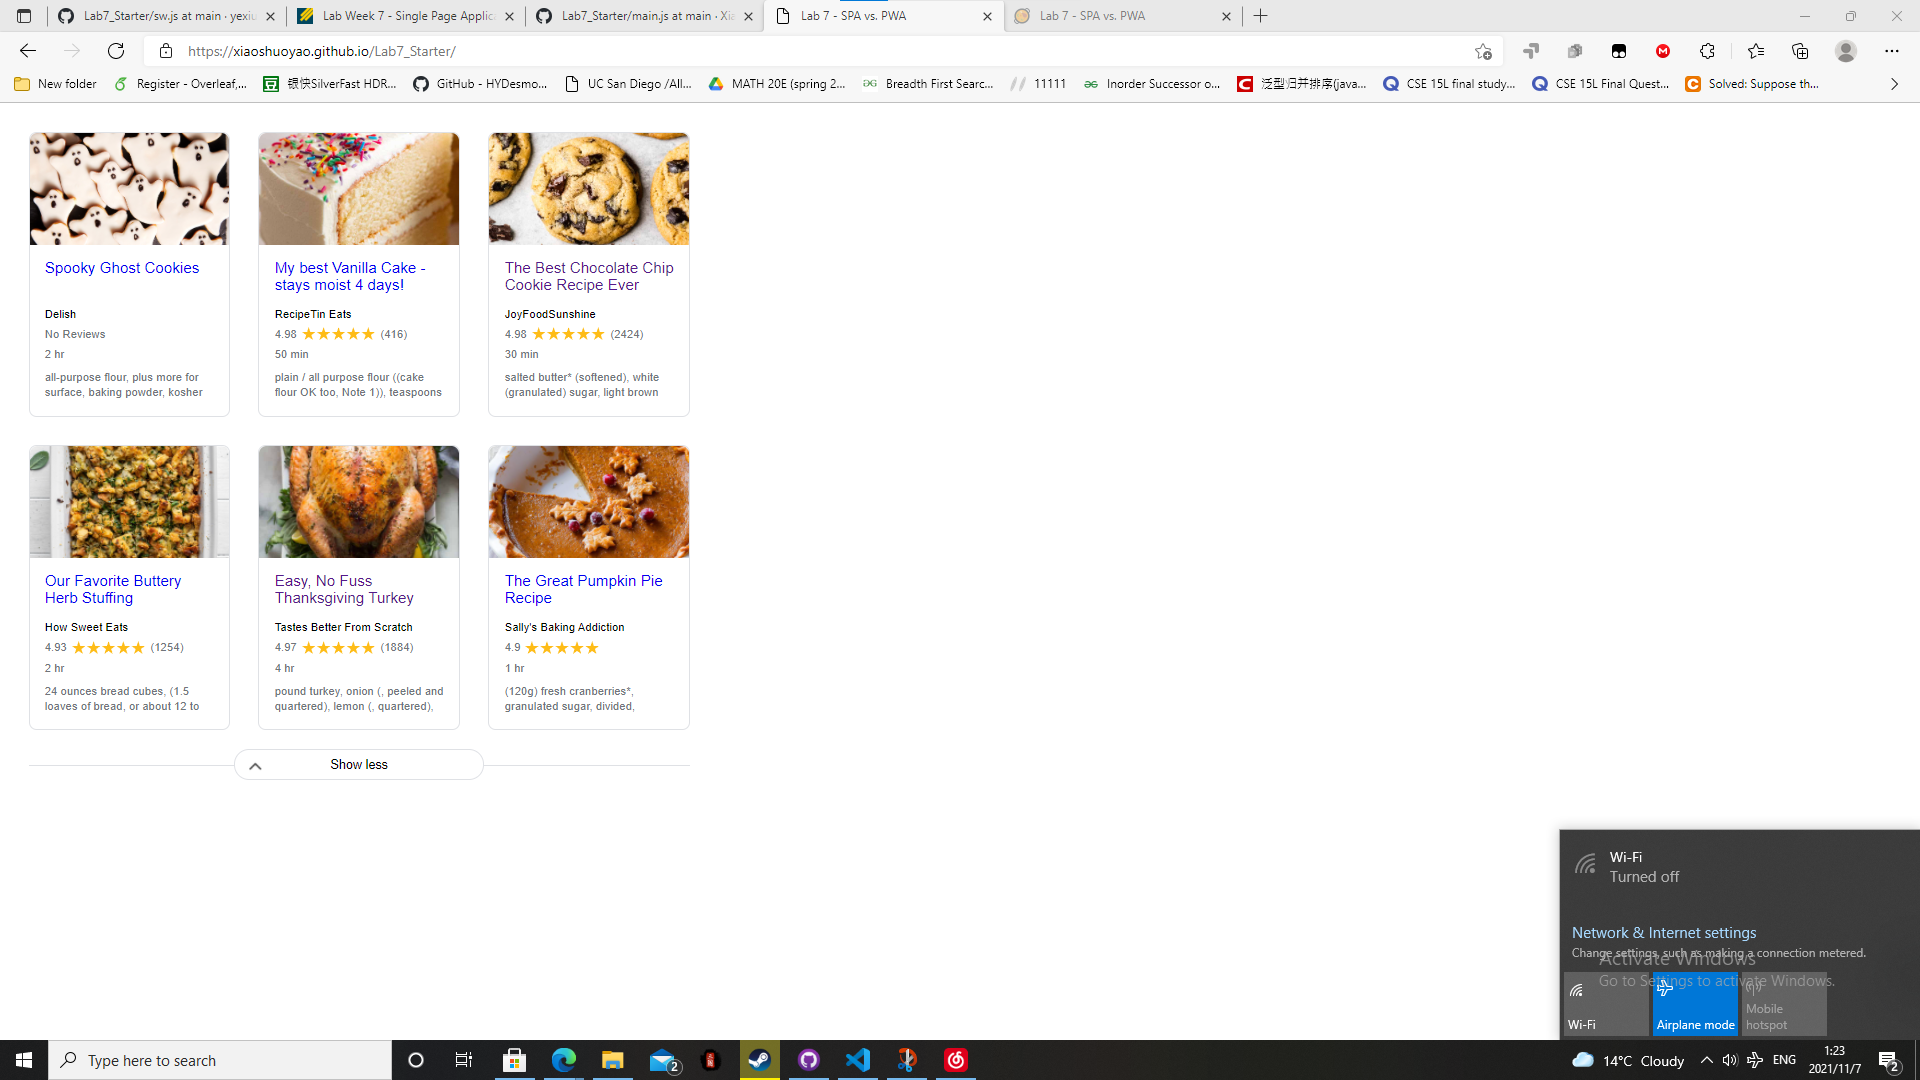 Lab7_Starter/sw.js at main · yexiu
Lab Week 7 - Single Page Applic
Lab7_Starter/main.js at main · Xia
Lab 7 - SPA vs. PWA
Lab 7 - SPA vs. PWA
https://xiaoshuoyao.github.io/Lab7_Starter/
New folder
Register - Overleaf,...
银快SilverFast HDR...
GitHub - HYDesmo...
UC San Diego /All...
MATH 20E (spring 2...
Breadth First Searc...
11111
Inorder Successor o...
泛型归并排序(java...
CSE 15L final study...
CSE 15L Final Quest...
Solved: Suppose th...
Spooky Ghost Cookies
Delish
No Reviews
2 hr
all-purpose flour, plus more for
surface, baking powder, kosher
My best Vanilla Cake -
stays moist 4 days!
RecipeTin Eats
4.98 ★★★★★ (416)
50 min
plain / all purpose flour ((cake
flour OK too, Note 1)), teaspoons
The Best Chocolate Chip
Cookie Recipe Ever
JoyFoodSunshine
4.98 ★★★★★ (2424)
30 min
salted butter* (softened), white
(granulated) sugar, light brown
Our Favorite Buttery
Herb Stuffing
How Sweet Eats
4.93 ★★★★★ (1254)
2 hr
24 ounces bread cubes, (1.5
loaves of bread, or about 12 to
Easy, No Fuss
Thanksgiving Turkey
Tastes Better From Scratch
4.97 ★★★★★ (1884)
4 hr
pound turkey, onion (, peeled and
quartered), lemon (, quartered),
The Great Pumpkin Pie
Recipe
Sally's Baking Addiction
4.9 ★★★★★
1 hr
(120g) fresh cranberries*,
granulated sugar, divided,
Show less
Wi-Fi
Turned off
Network & Internet settings
Change settings, such as making a connection metered.
Activate Windows
Go to Settings to activate Windows.
Wi-Fi
Airplane mode
Mobile
hotspot
Type here to search
2
14°C Cloudy
ENG
1:23
2021/11/7
2